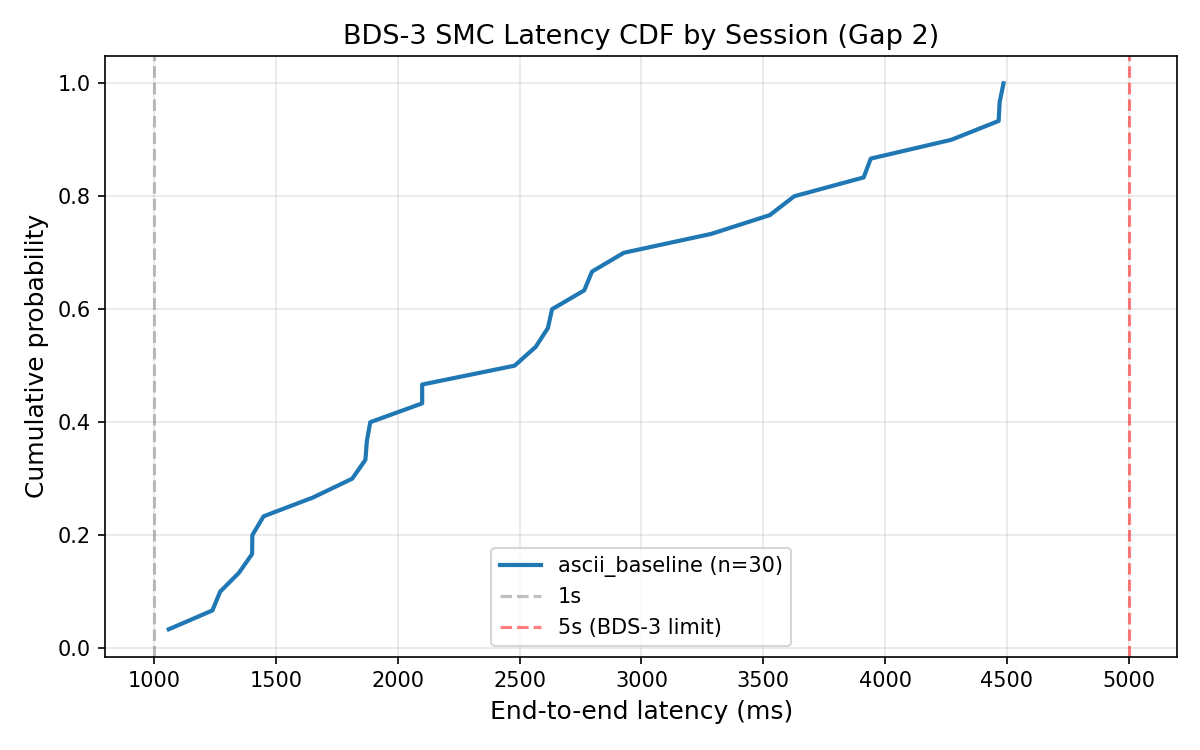 BDS-3 SMC Latency CDF by Session (Gap 2)
Cumulative probability
1.0
0.8
0.6
0.4
0.2
0.0
ascii_baseline (n=30)
1s
5s (BDS-3 limit)
1000 1500 2000 2500 3000 3500 4000 4500 5000
End-to-end latency (ms)